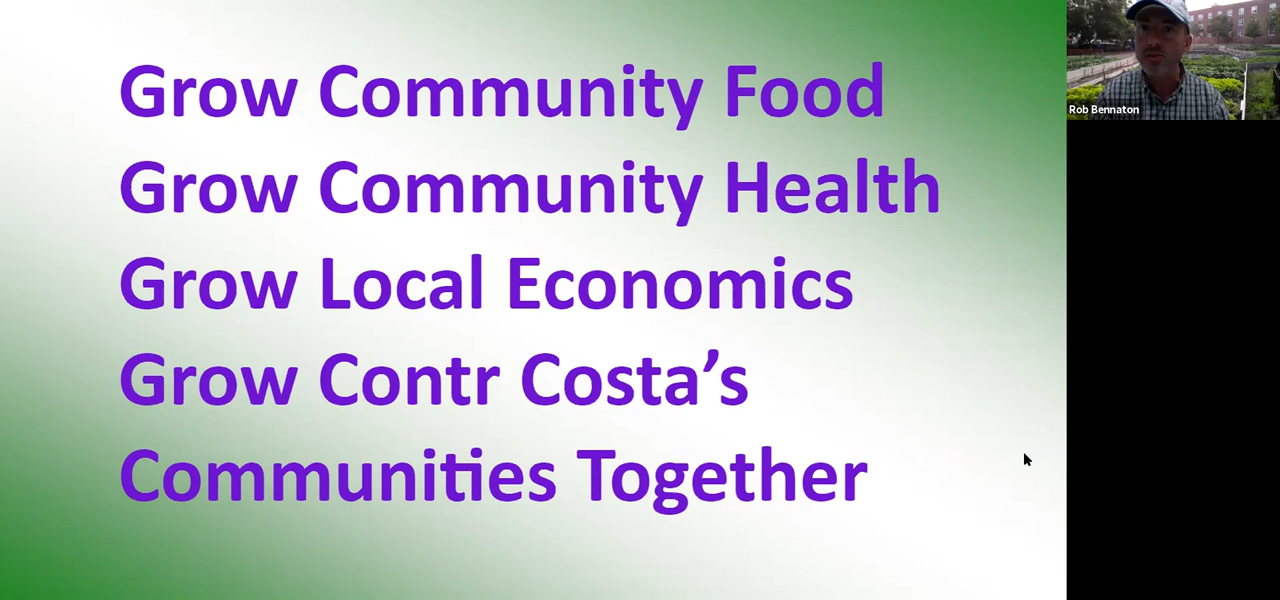 Grow Community Food
Grow Community Health
Grow Local Economics
Grow Contr Costa’s
Communities Together
Rob Bennaton